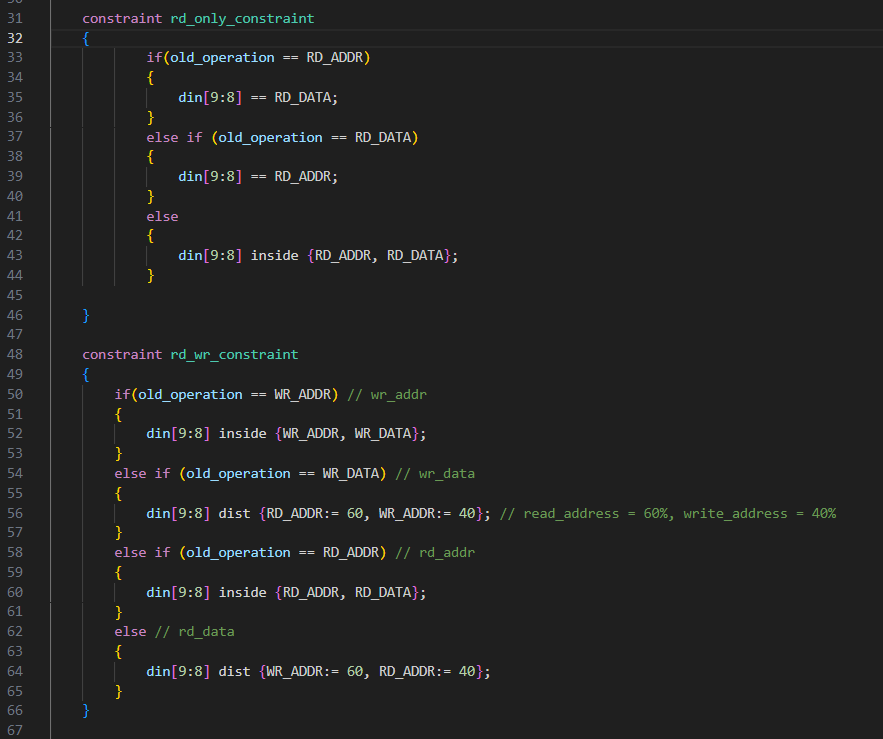 31 constraint rd_only_constraint
32 {
33 if(old_operation == RD_ADDR)
34 {
35 din[9:8] == RD_DATA;
36 }
37 else if (old_operation == RD_DATA)
38 {
39 din[9:8] == RD_ADDR;
40 }
41 else
42 {
43 din[9:8] inside {RD_ADDR, RD_DATA};
44 }
45
46 }
47
48 constraint rd_wr_constraint
49 {
50 if(old_operation == WR_ADDR) // wr_addr
51 {
52 din[9:8] inside {WR_ADDR, WR_DATA};
53 }
54 else if (old_operation == WR_DATA) // wr_data
55 {
56 din[9:8] dist {RD_ADDR:= 60, WR_ADDR:= 40}; // read_address = 60%, write_address = 40%
57 }
58 else if (old_operation == RD_ADDR) // rd_addr
59 {
60 din[9:8] inside {RD_ADDR, RD_DATA};
61 }
62 else // rd_data
63 {
64 din[9:8] dist {WR_ADDR:= 60, RD_ADDR:= 40};
65 }
66 }
67